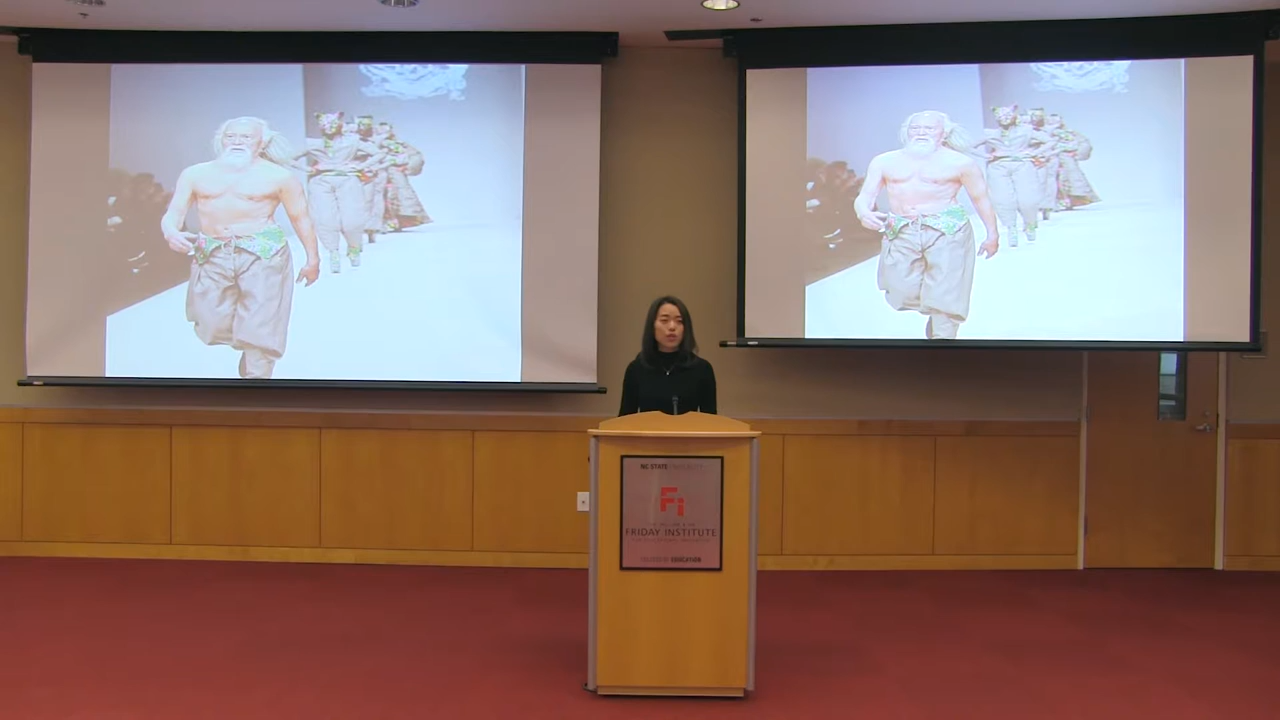 NC STATE UNIVERSITY
FI
FRIDAY INSTITUTE
COLLEGE OF EDUCATION